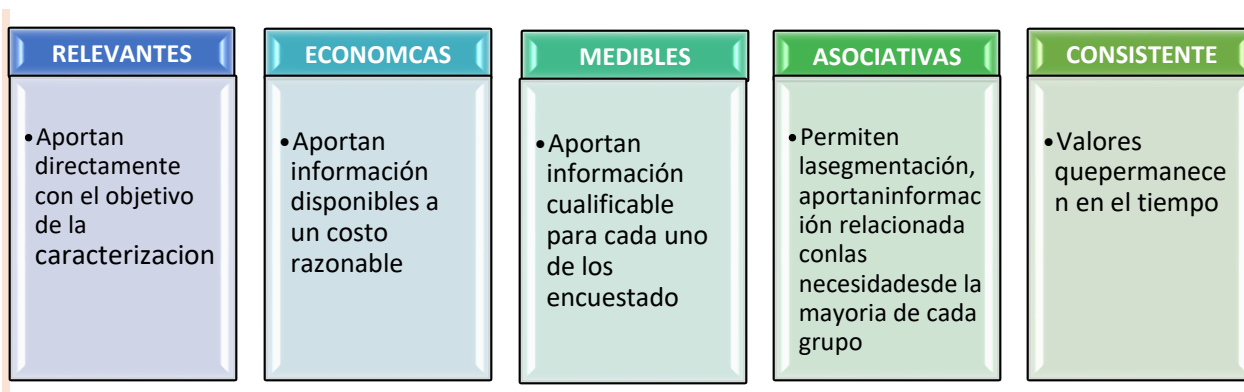 RELEVANTES
•Aportan
directamente
con el objetivo
de la
caracterizacion
ECONOMCAS
•Aportan
información
disponibles a
un costo
razonable
MEDIBLES
•Aportan
información
cualificable
para cada uno
de los
encuestado
ASOCIATIVAS
•Permiten
lasegmentación,
aportaninformac
ión relacionada
conlas
necesidadesde la
mayoria de cada
grupo
CONSISTENTE
•Valores
quepermanece
n en el tiempo